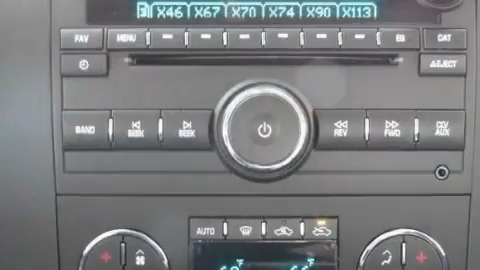 X46 X67 X70 X74 X90 X113
FAV MENU EQ CAT
EJECT
BAND SEEK SEEK REV FWD CD/AUX
AUTO